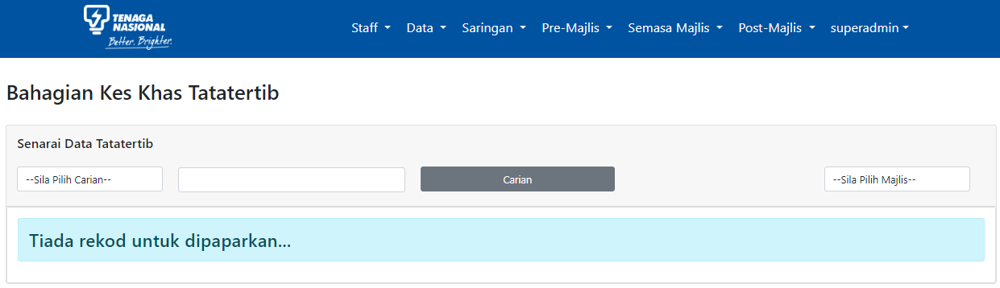 TENAGA
NASIONAL
Better. Brighter.
Staff Data Saringan Pre-Majlis Semasa Majlis Post-Majlis superadmin
Bahagian Kes Khas Tatatertib
Senarai Data Tatatertib
--Sila Pilih Carian-- Carian --Sila Pilih Majlis--
Tiada rekod untuk dipaparkan...